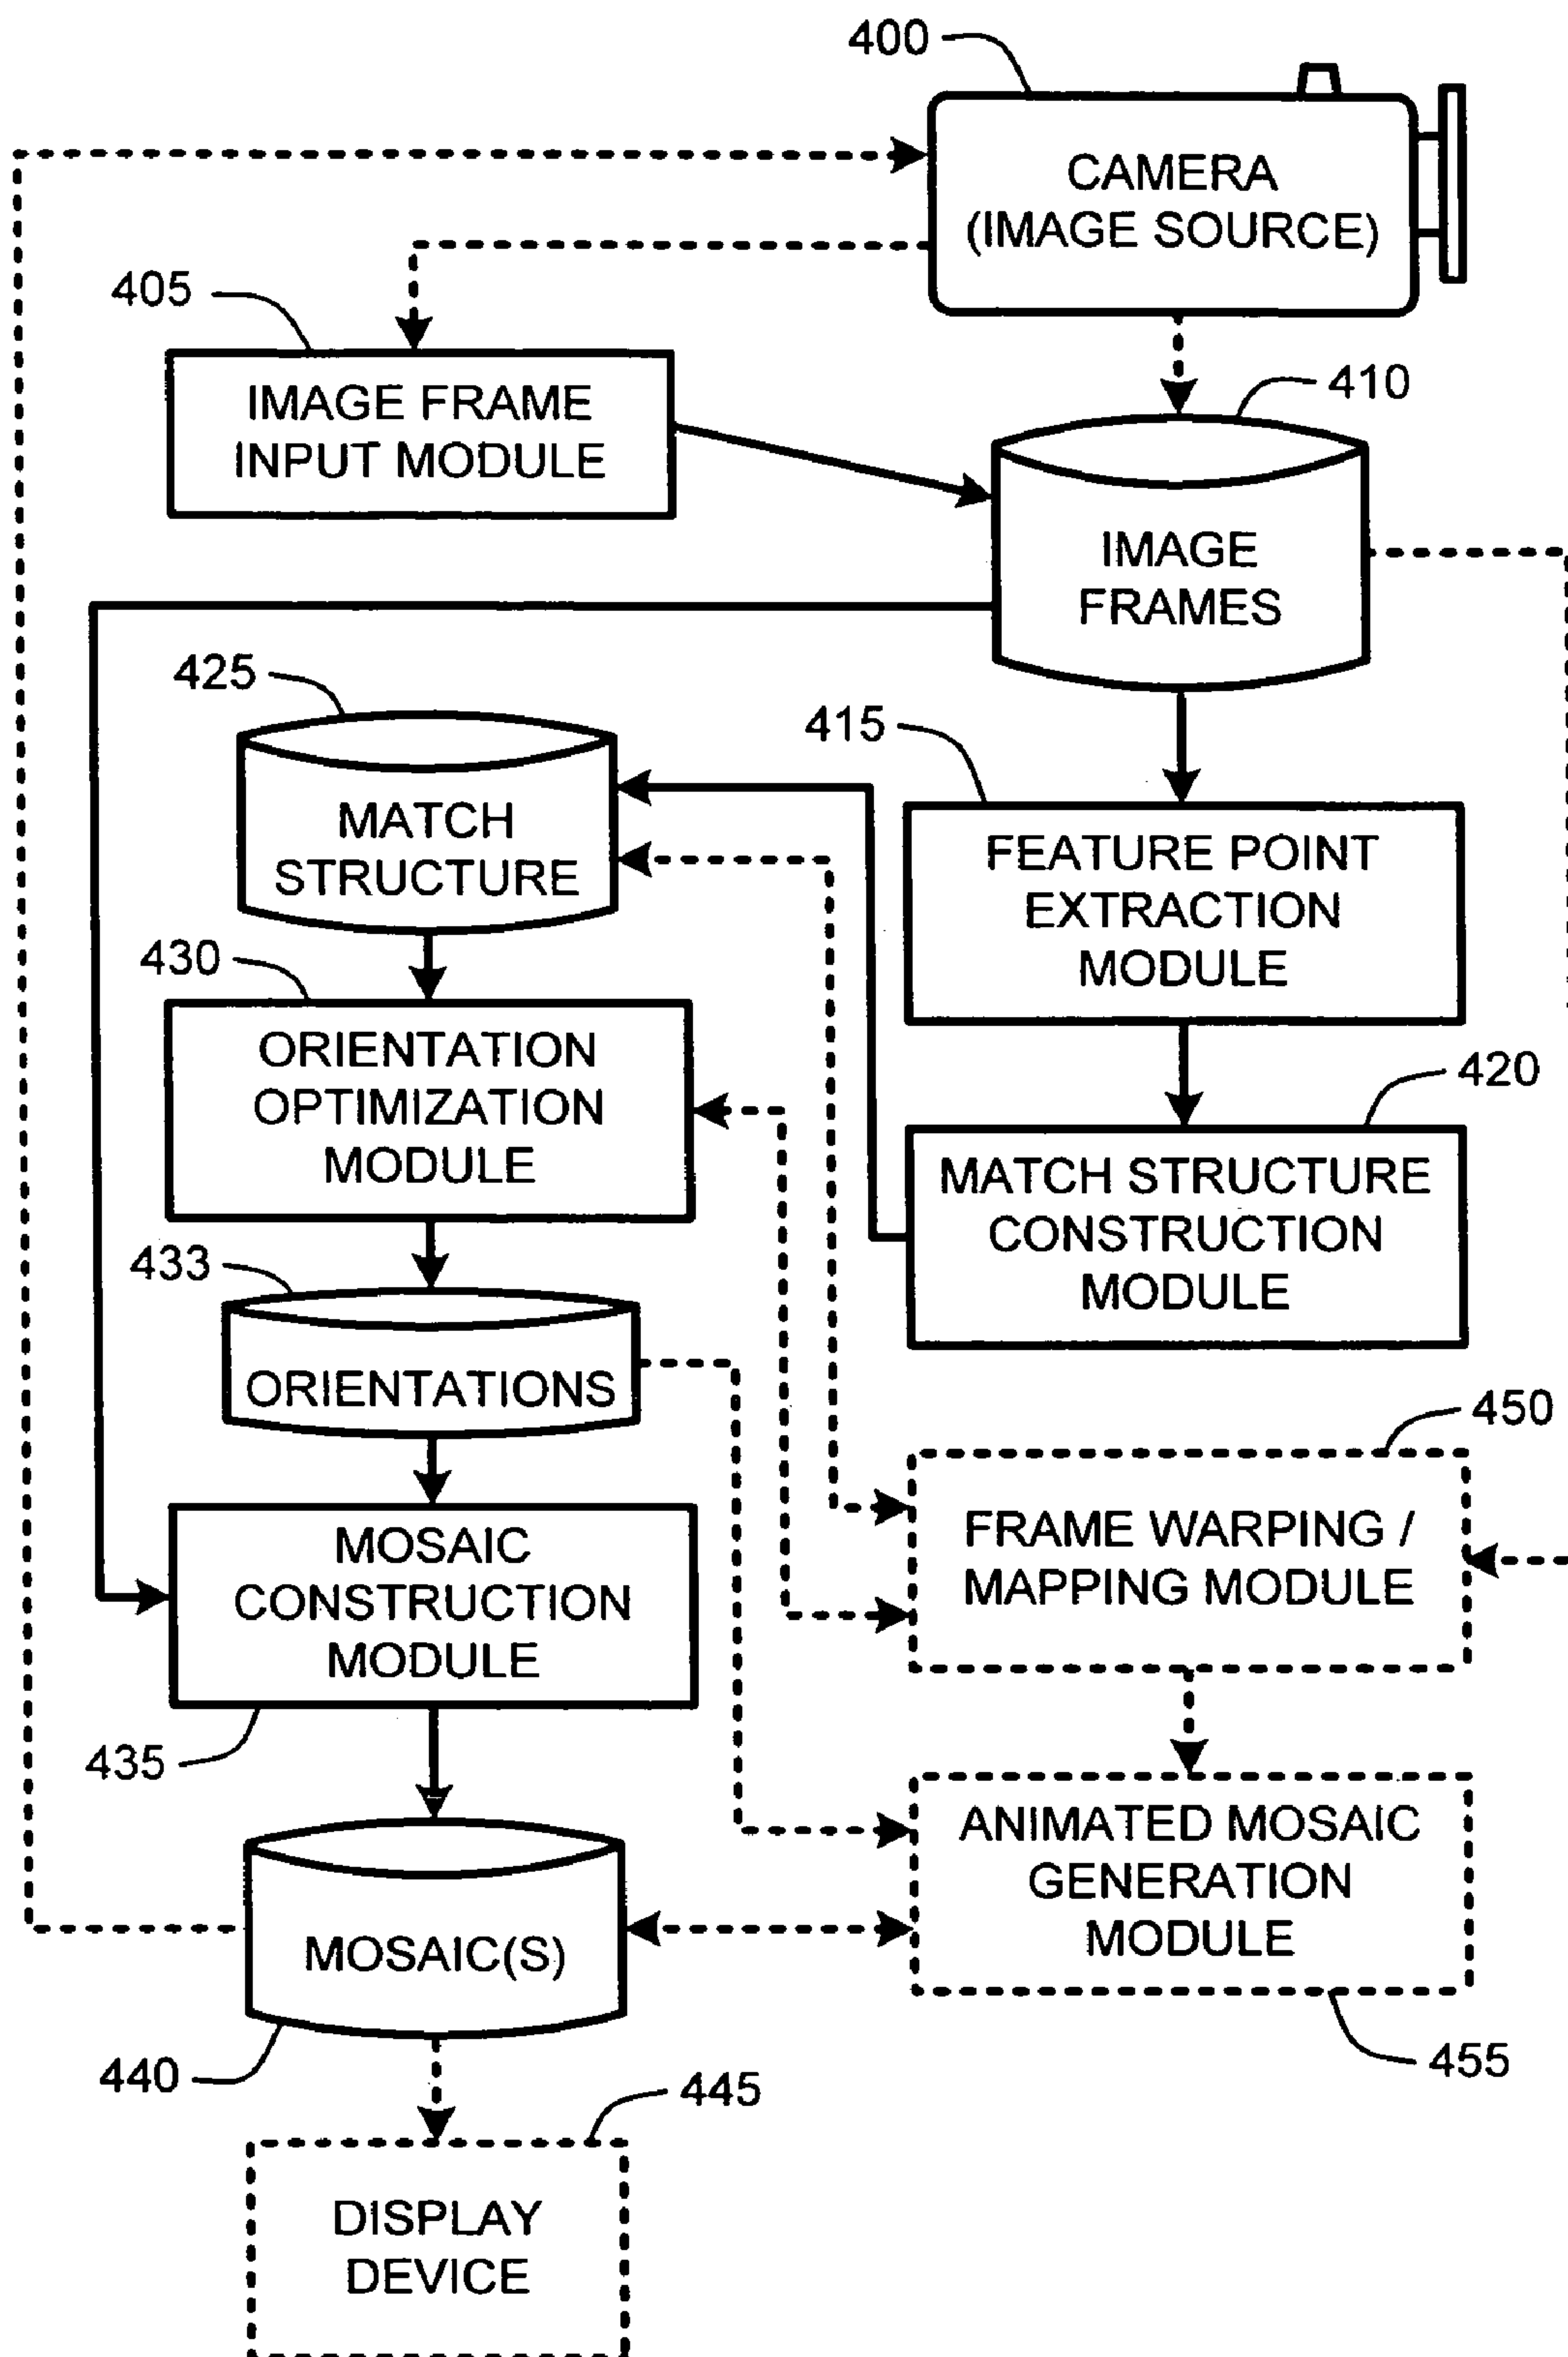 400
CAMERA
(IMAGE SOURCE)
405
IMAGE FRAME
INPUT MODULE
410
IMAGE
FRAMES
425
MATCH
STRUCTURE
415
FEATURE POINT
EXTRACTION
MODULE
430
ORIENTATION
OPTIMIZATION
MODULE
420
MATCH STRUCTURE
CONSTRUCTION
MODULE
433
ORIENTATIONS
450
FRAME WARPING /
MAPPING MODULE
MOSAIC
CONSTRUCTION
MODULE
435
ANIMATED MOSAIC
GENERATION
MODULE
455
MOSAIC(S)
440
445
DISPLAY
DEVICE